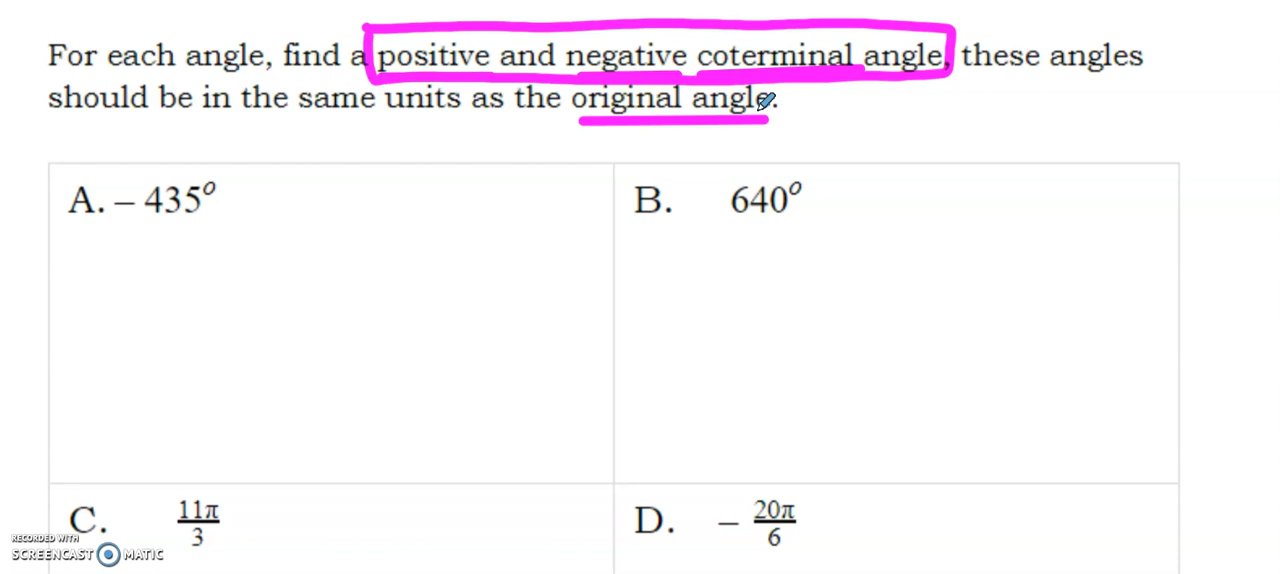 For each angle, find a positive and negative coterminal angle, these angles
should be in the same units as the original angle.
A. – 435°
B. 640°
C. 11π/3
D. – 20π/6
RECORDED WITH
SCREENCAST MATIC